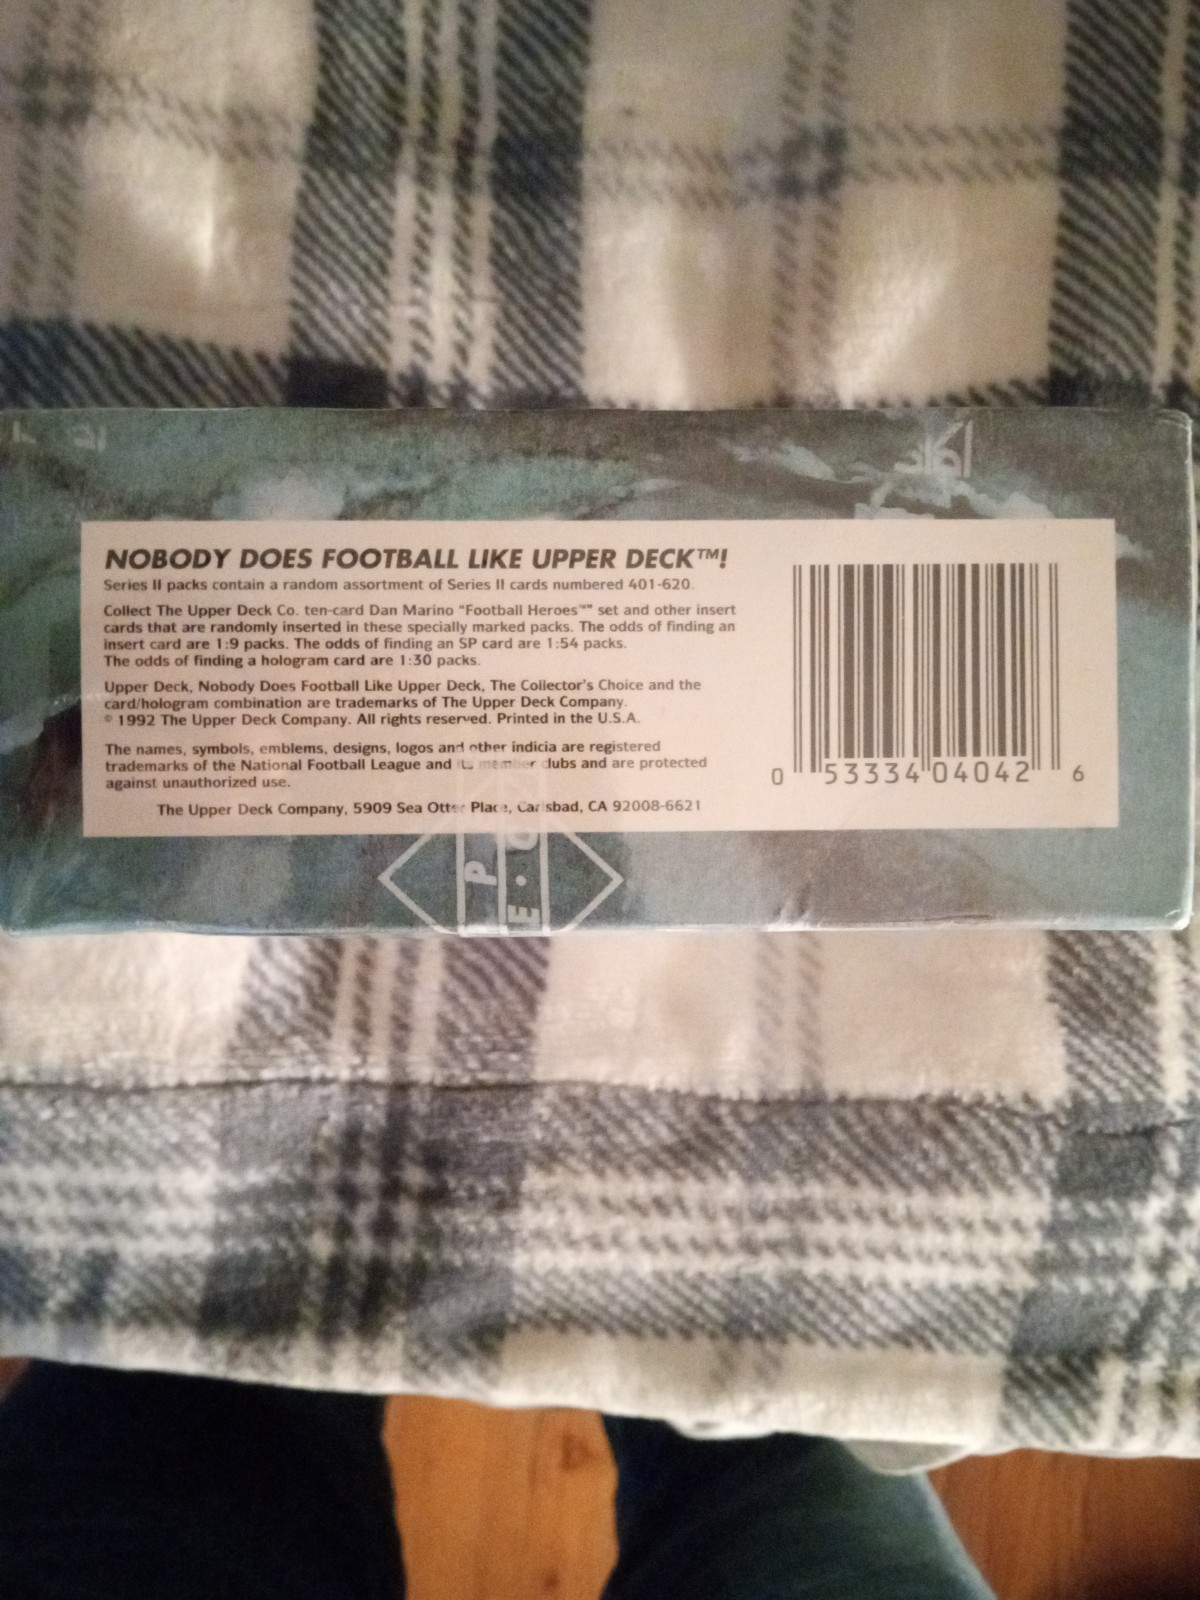 NOBODY DOES FOOTBALL LIKE UPPER DECK™!
Series II packs contain a random assortment of Series II cards numbered 401-620.
Collect The Upper Deck Co. ten-card Dan Marino "Football Heroes™" set and other insert
cards that are randomly inserted in these specially marked packs. The odds of finding an
insert card are 1:9 packs. The odds of finding an SP card are 1:54 packs.
The odds of finding a hologram card are 1:30 packs.
Upper Deck, Nobody Does Football Like Upper Deck, The Collector's Choice and the
card/hologram combination are trademarks of The Upper Deck Company.
© 1992 The Upper Deck Company. All rights reserved. Printed in the U.S.A.
The names, symbols, emblems, designs, logos and other indicia are registered
trademarks of the National Football League and its member clubs and are protected
against unauthorized use.
The Upper Deck Company, 5909 Sea Otter Place, Carlsbad, CA 92008-6621
0 53334 04042 6